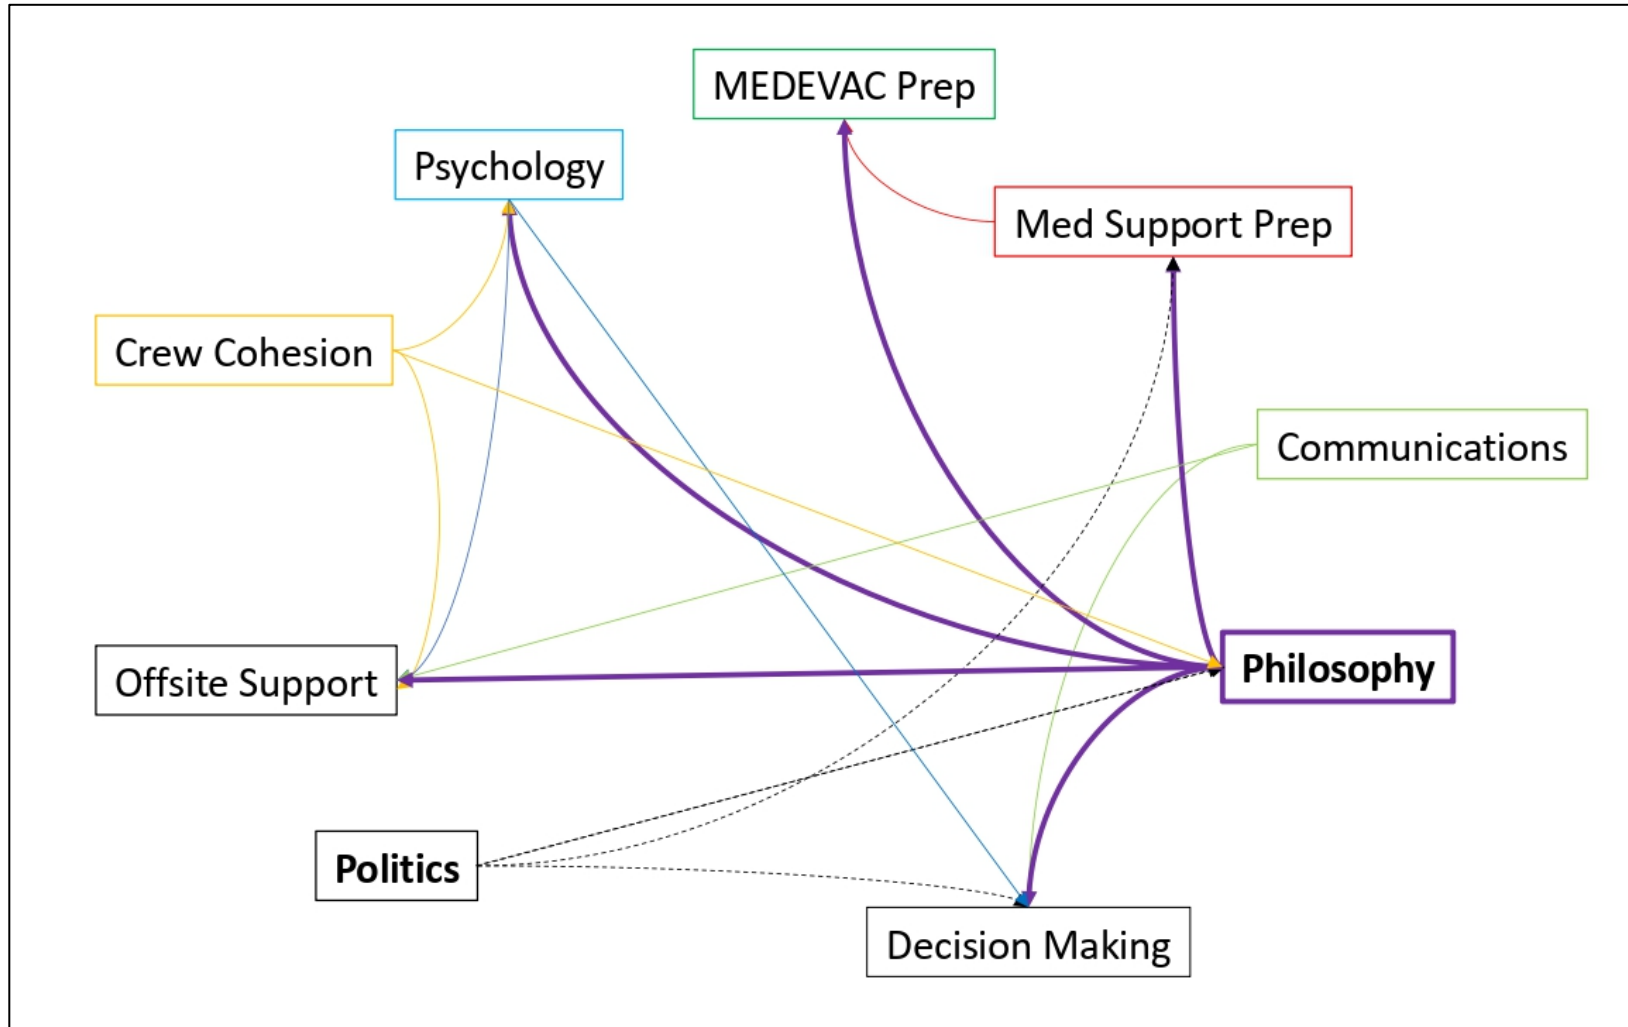 MEDEVAC Prep
Psychology
Med Support Prep
Crew Cohesion
Communications
Offsite Support
Philosophy
Politics
Decision Making